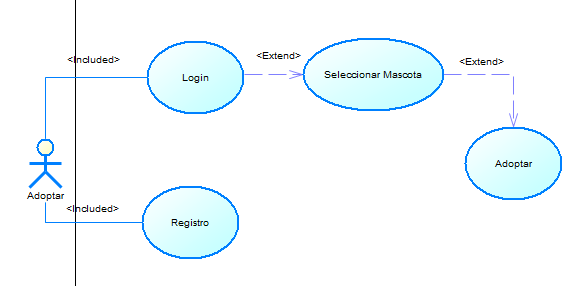 <Included>
Login
<Extend>
Seleccionar Mascota
<Extend>
Adoptar
Adoptar
<Included>
Registro